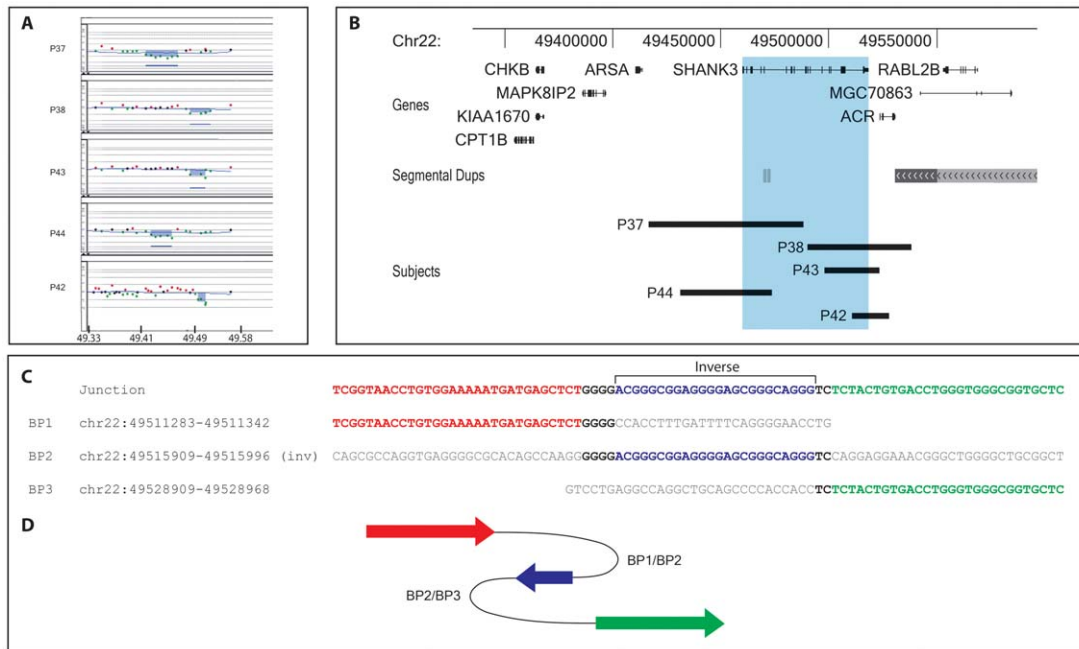 A
P37
P38
P43
P44
P42
49.33 49.41 49.49 49.58
B
Chr22: 49400000 49450000 49500000 49550000
CHKB ARSA SHANK3 RABL2B
Genes
MAPK8IP2 MGC70863
KIAA1670 ACR
CPT1B
Segmental Dups
P37
P38
Subjects
P43
P44
P42
C
Inverse
Junction TCGGTAACCTGTGGAAAAATGATGAGCTCTGGGGACGGGCGGAGGGGAGCGGGCAGGGTCTCTACTGTGACCTGGGTGGGCGGTGCTC
BP1 chr22:49511283-49511342 TCGGTAACCTGTGGAAAAATGATGAGCTCTGGGGCCACCTTTGATTTTCAGGGGAACCTG
BP2 chr22:49515909-49515996 (inv) CAGCGCCAGGTGAGGGGCGCACAGCCAAGGGGGGACGGGCGGAGGGGAGCGGGCAGGGTCCAGGAGGAAACGGGCTGGGGCTGCGGCT
BP3 chr22:49528909-49528968 GTCCTGAGGCCAGGCTGCAGCCCCACCACCTCTCTACTGTGACCTGGGTGGGCGGTGCTC
D
BP1/BP2
BP2/BP3